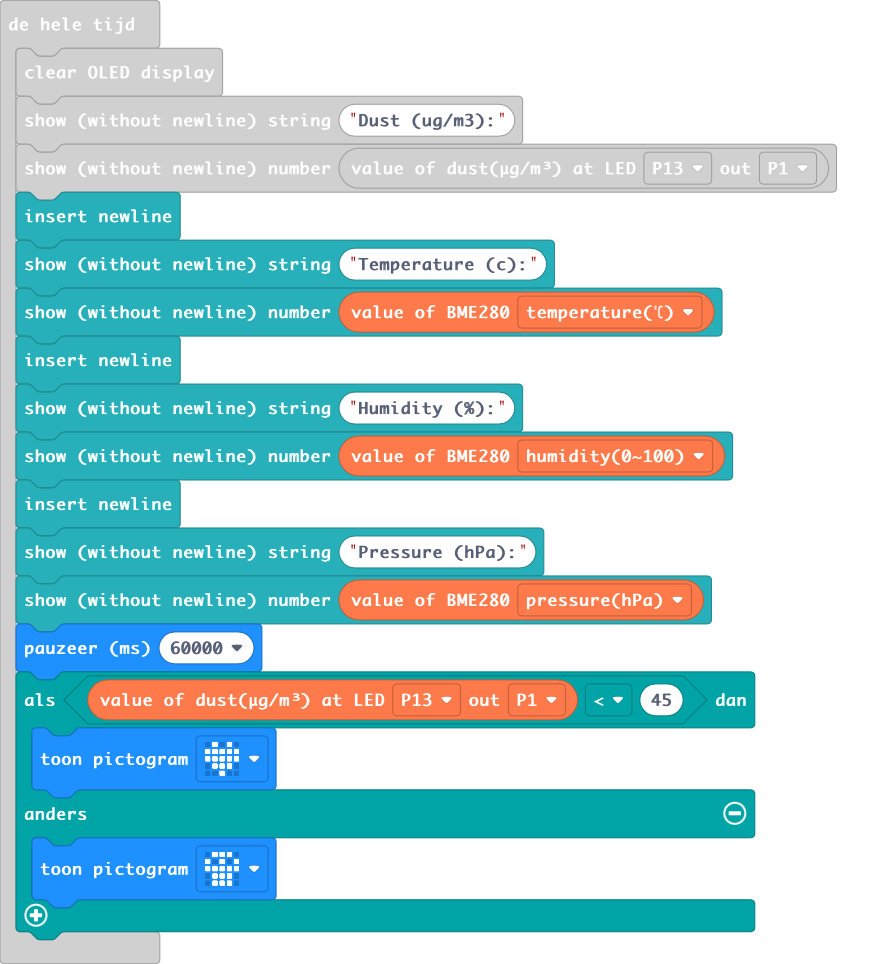 de hele tijd
clear OLED display
show (without newline) string "Dust (ug/m3):"
show (without newline) number value of dust(μg/m³) at LED P13 out P1
insert newline
show (without newline) string "Temperature (c):"
show (without newline) number value of BME280 temperature(℃)
insert newline
show (without newline) string "Humidity (%):"
show (without newline) number value of BME280 humidity(0~100)
insert newline
show (without newline) string "Pressure (hPa):"
show (without newline) number value of BME280 pressure(hPa)
pauzeer (ms) 60000
als value of dust(μg/m³) at LED P13 out P1 < 45 dan
toon pictogram
anders
toon pictogram